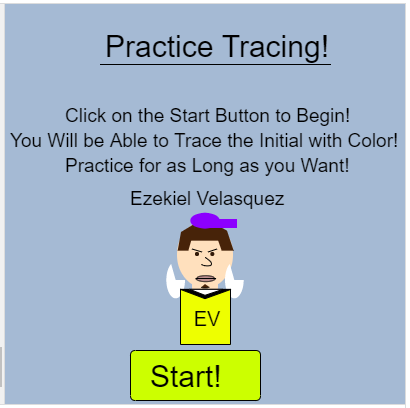 Practice Tracing!
Click on the Start Button to Begin!
You Will be Able to Trace the Initial with Color!
Practice for as Long as you Want!
Ezekiel Velasquez
EV
Start!